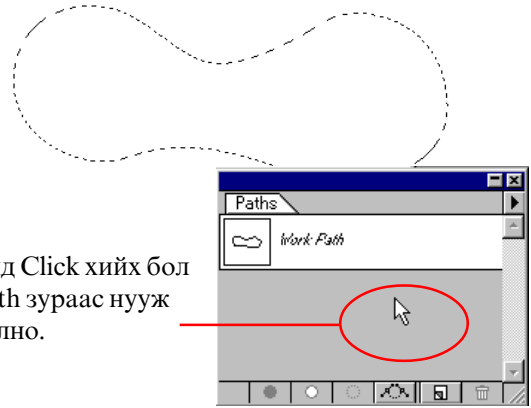 Paths
Work Path
д Click хийх бол
th зураас нууж
лно.